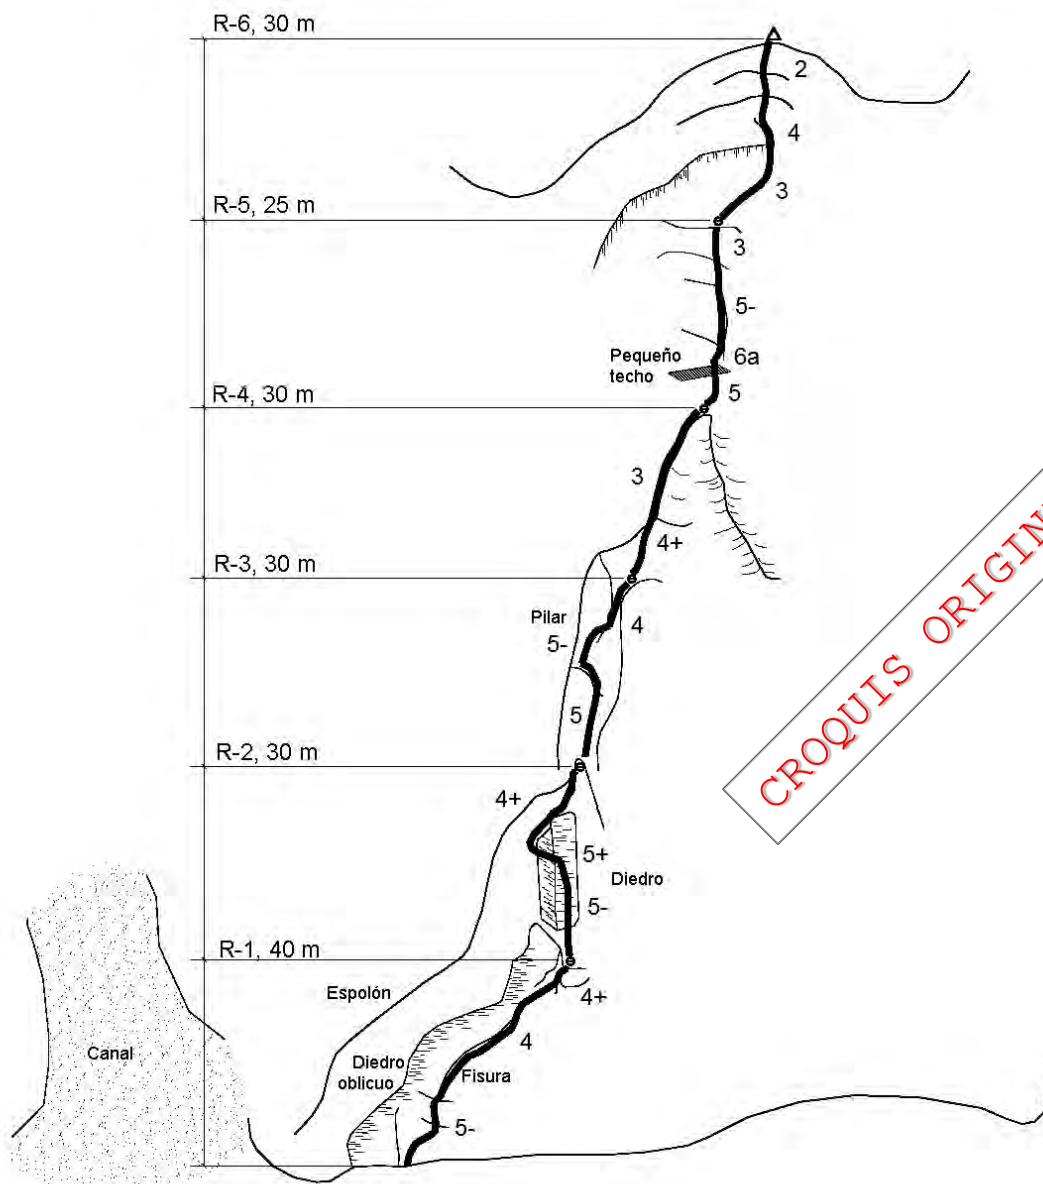 R-6, 30 m
2
4
3
R-5, 25 m
3
5-
6a
Pequeño
techo
5
R-4, 30 m
3
4+
R-3, 30 m
4
Pilar
5-
5
R-2, 30 m
4+
5+
Diedro
5-
R-1, 40 m
4+
Espolón
4
Canal
Diedro
oblicuo
Fisura
5-